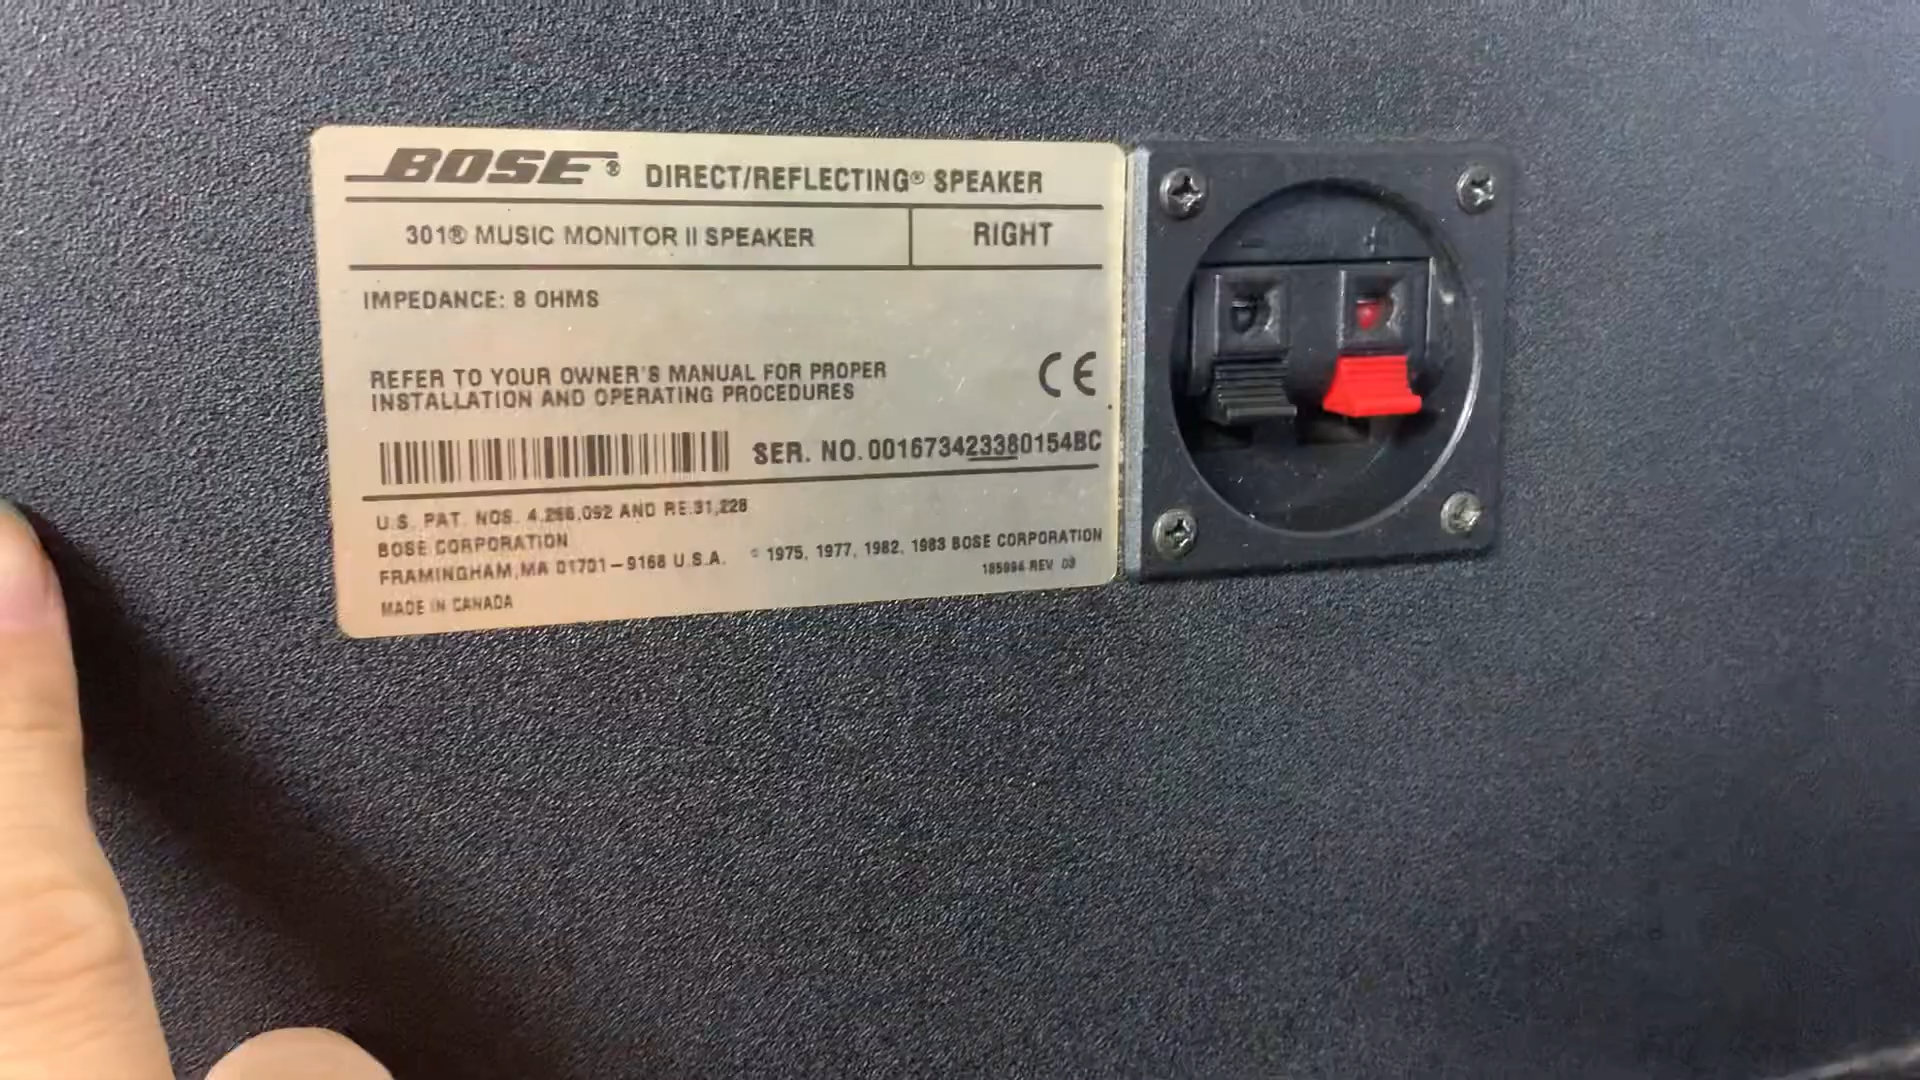 BOSE® DIRECT/REFLECTING® SPEAKER
301® MUSIC MONITOR II SPEAKER RIGHT
IMPEDANCE: 8 OHMS
REFER TO YOUR OWNER'S MANUAL FOR PROPER
INSTALLATION AND OPERATING PROCEDURES
CE
SER. NO. 001673423380154BC
U.S. PAT. NOS. 4,266,092 AND RE.31,228
BOSE CORPORATION
FRAMINGHAM, MA 01701-9168 U.S.A. © 1975, 1977, 1982, 1983 BOSE CORPORATION
185994 REV 03
MADE IN CANADA
- +